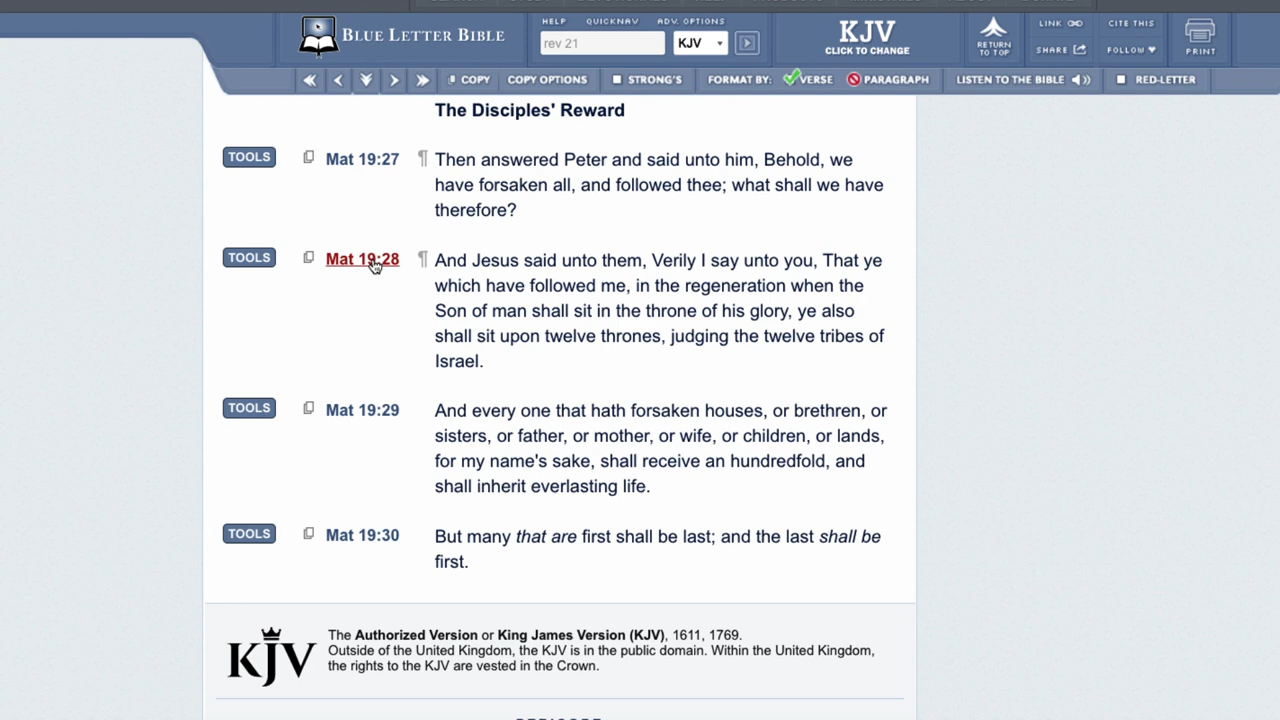 HELP QUICKNAV ADV. OPTIONS
BLUE LETTER BIBLE
rev 21
KJV
KJV
CLICK TO CHANGE
RETURN
TO TOP
LINK
CITE THIS
SHARE
FOLLOW
PRINT
COPY COPY OPTIONS STRONG'S FORMAT BY: VERSE PARAGRAPH LISTEN TO THE BIBLE RED-LETTER
The Disciples' Reward
TOOLS Mat 19:27 ¶ Then answered Peter and said unto him, Behold, we
have forsaken all, and followed thee; what shall we have
therefore?
TOOLS Mat 19:28 ¶ And Jesus said unto them, Verily I say unto you, That ye
which have followed me, in the regeneration when the
Son of man shall sit in the throne of his glory, ye also
shall sit upon twelve thrones, judging the twelve tribes of
Israel.
TOOLS Mat 19:29 And every one that hath forsaken houses, or brethren, or
sisters, or father, or mother, or wife, or children, or lands,
for my name's sake, shall receive an hundredfold, and
shall inherit everlasting life.
TOOLS Mat 19:30 But many that are first shall be last; and the last shall be
first.
KJV
The Authorized Version or King James Version (KJV), 1611, 1769.
Outside of the United Kingdom, the KJV is in the public domain. Within the United Kingdom,
the rights to the KJV are vested in the Crown.